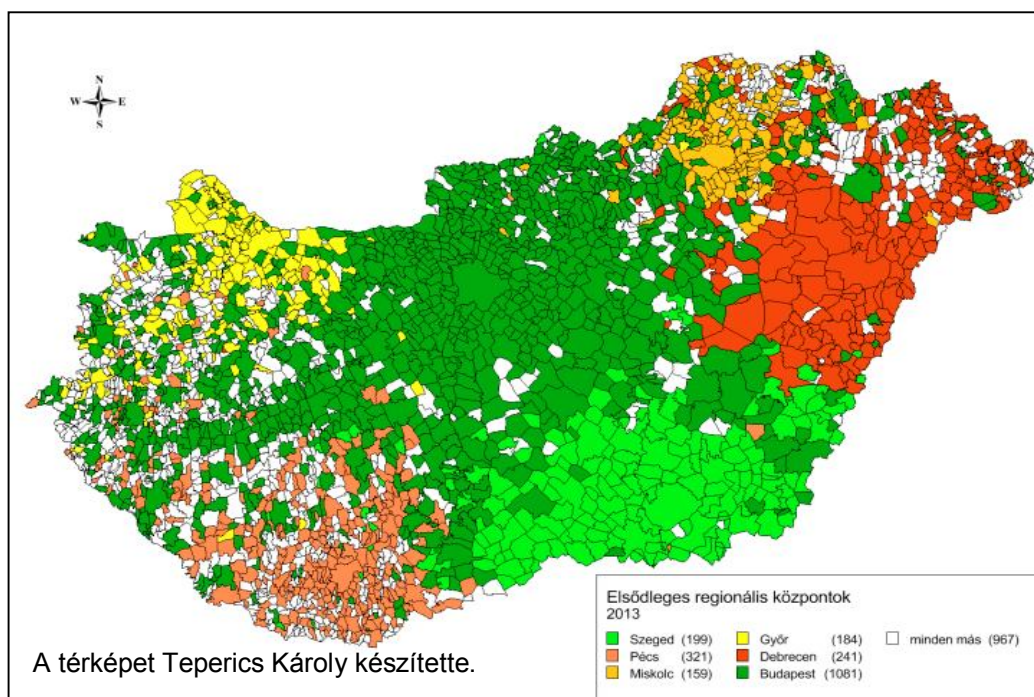 N
W E
S
Elsődleges regionális központok
2013
Szeged (199) Győr (184) minden más (967)
Pécs (321) Debrecen (241)
Miskolc (159) Budapest (1081)
A térképet Teperics Károly készítette.